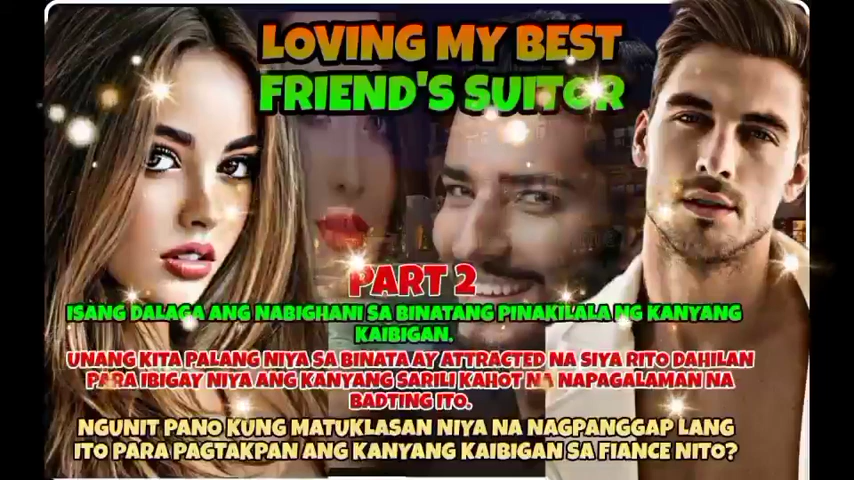 LOVING MY BEST
FRIEND'S SUITOR
PART 2
ISANG DALAGA ANG NABIGHANI SA BINATANG PINAKILALA NG KANYANG
KAIBIGAN.
UNANG KITA PALANG NIYA SA BINATA AY ATTRACTED NA SIYA RITO DAHILAN
PARA IBIGAY NIYA ANG KANYANG SARILI KAHOT NA NAPAGALAMAN NA
BADTING ITO.
NGUNIT PANO KUNG MATUKLASAN NIYA NA NAGPANGGAP LANG
ITO PARA PAGTAKPAN ANG KANYANG KAIBIGAN SA FIANCE NITO?